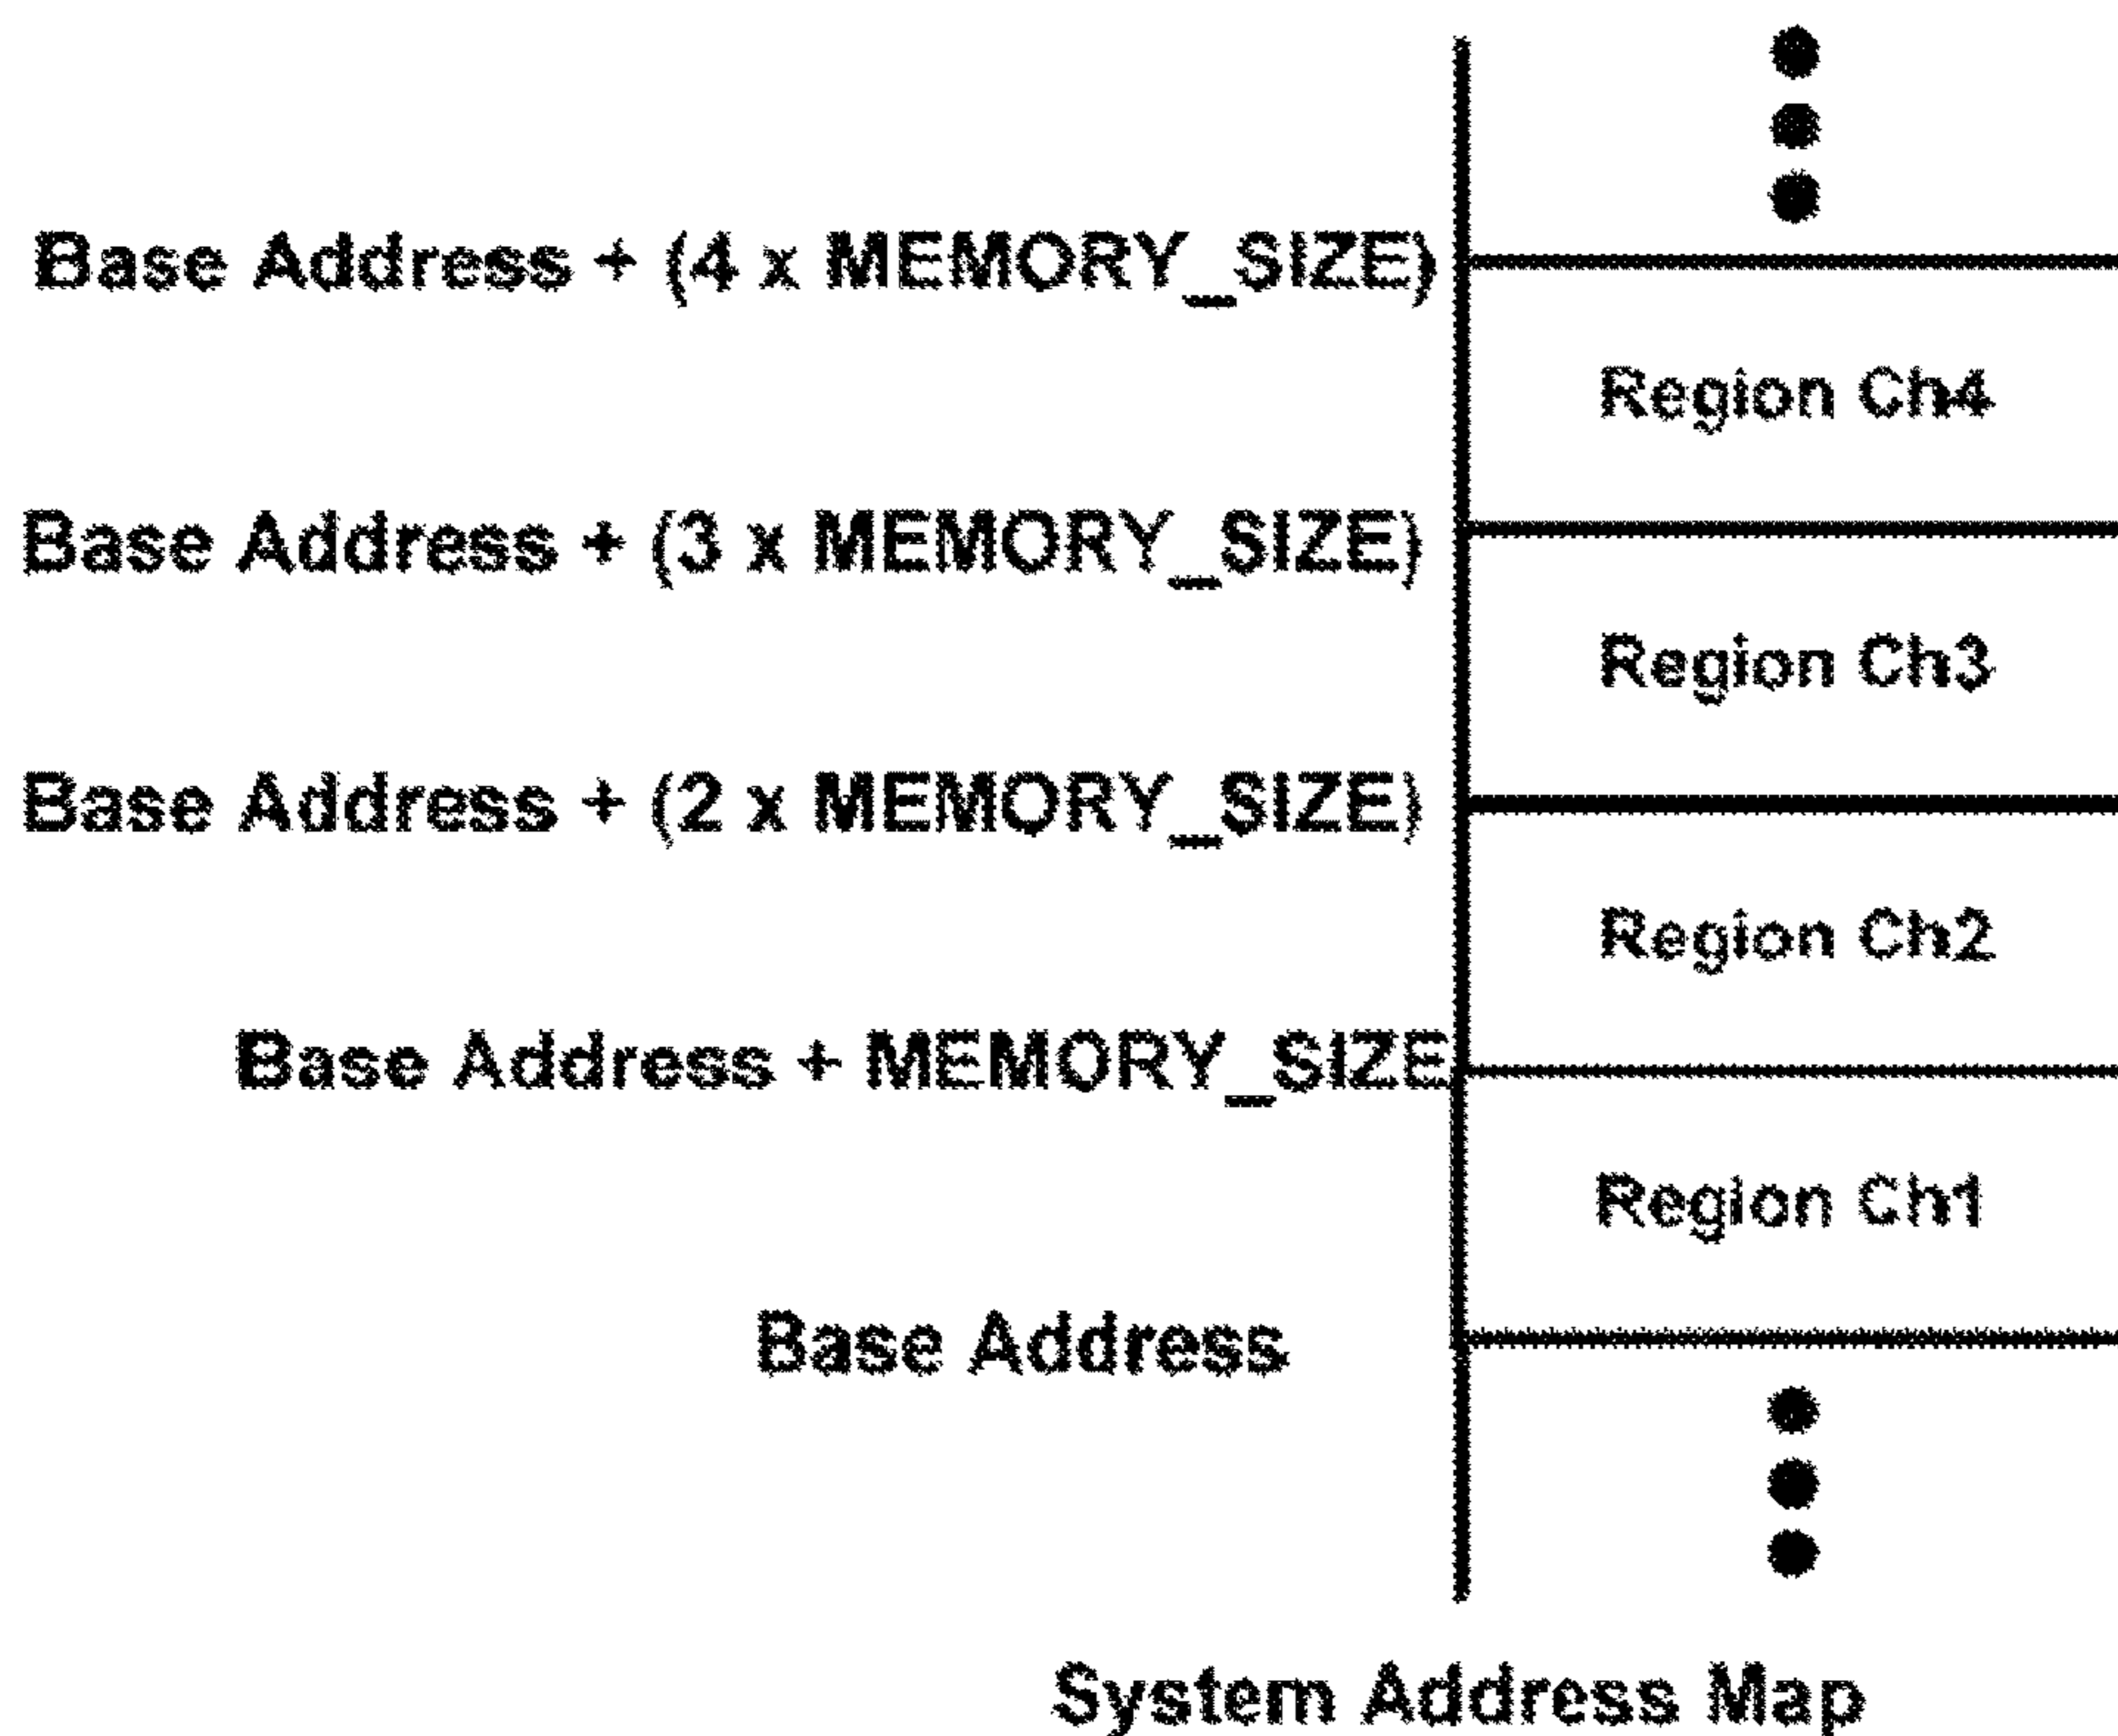 Base Address + (4 x MEMORY_SIZE)
Region Ch4
Base Address + (3 x MEMORY_SIZE)
Region Ch3
Base Address + (2 x MEMORY_SIZE)
Region Ch2
Base Address + MEMORY_SIZE
Region Ch1
Base Address
System Address Map